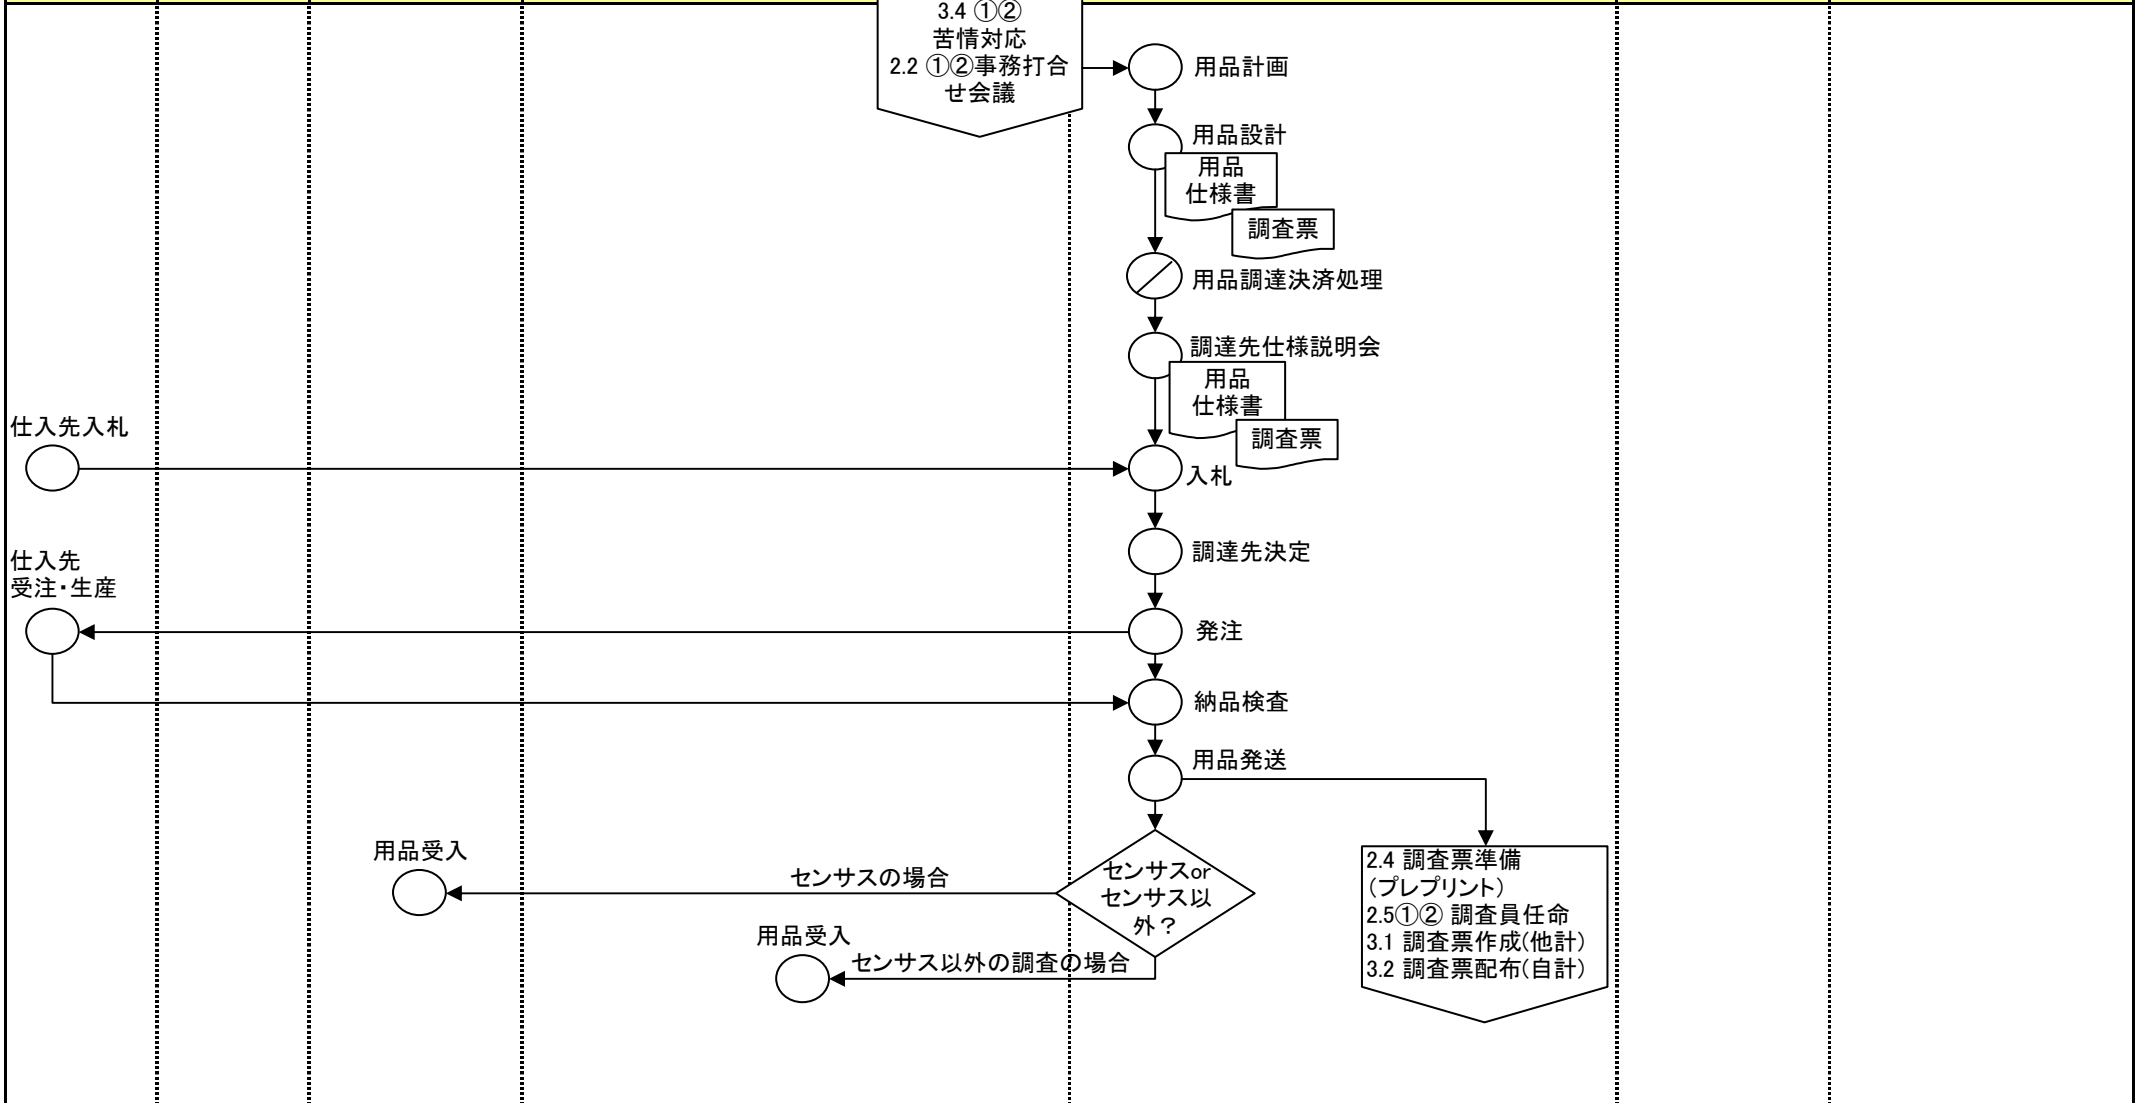 3.4 ①②
苦情対応
2.2 ①②事務打合
せ会議
用品計画
用品設計
用品
仕様書
調査票
用品調達決済処理
調達先仕様説明会
用品
仕様書
調査票
仕入先入札
入札
調達先決定
仕入先
受注・生産
発注
納品検査
用品発送
用品受入
センサスの場合
センサスor
センサス以
外？
用品受入
センサス以外の調査の場合
2.4 調査票準備
(プレプリント)
2.5①② 調査員任命
3.1 調査票作成(他計)
3.2 調査票配布(自計)